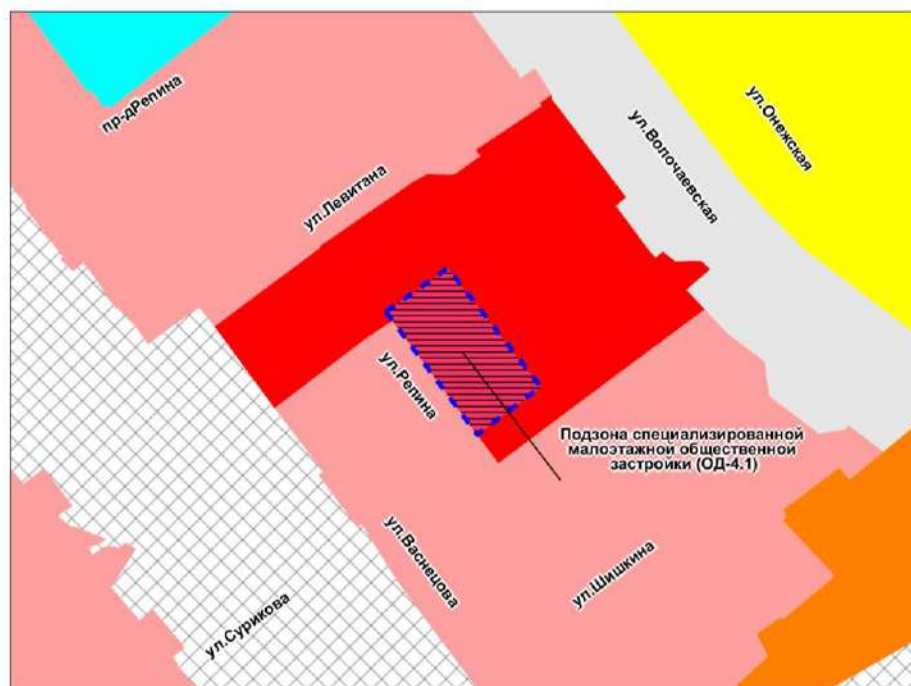 пр-дРепина
ул.Левитана
ул.Волочаевская
ул.Онежская
ул.Репина
Подзона специализированной
малоэтажной общественной
застройки (ОД-4.1)
ул.Васнецова
ул.Шишкина
ул.Сурикова